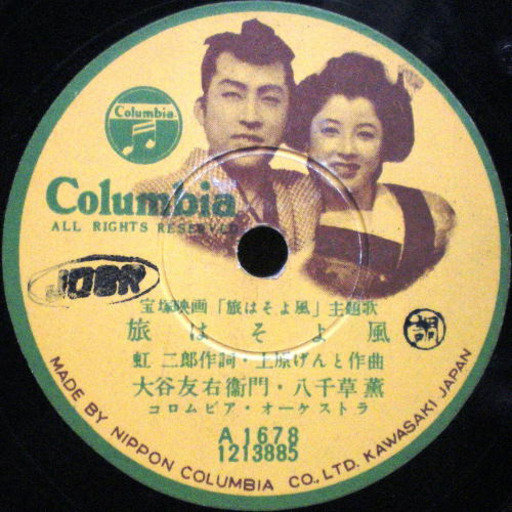 Columbia
Columbia
ALL RIGHTS RESERVED
JOBK
宝塚映画「旅はそよ風」主題歌
旅はそよ風
虹 二郎作詞・上原げんと作曲
大谷友右衛門・八千草薫
コロムビア・オーケストラ
A 1678
1213885
MADE BY NIPPON COLUMBIA CO., LTD. KAWASAKI JAPAN